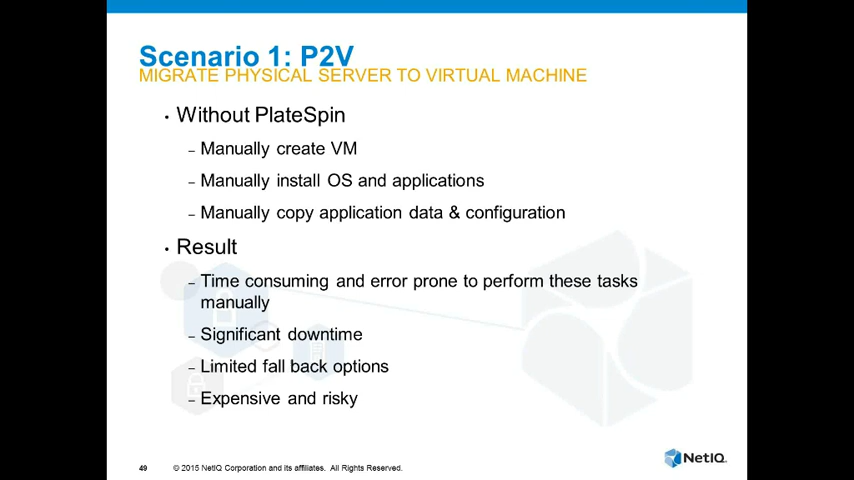 Scenario 1: P2V
MIGRATE PHYSICAL SERVER TO VIRTUAL MACHINE
• Without PlateSpin
– Manually create VM
– Manually install OS and applications
– Manually copy application data & configuration
• Result
– Time consuming and error prone to perform these tasks
manually
– Significant downtime
– Limited fall back options
– Expensive and risky
49 © 2015 NetIQ Corporation and its affiliates. All Rights Reserved.
NetIQ.